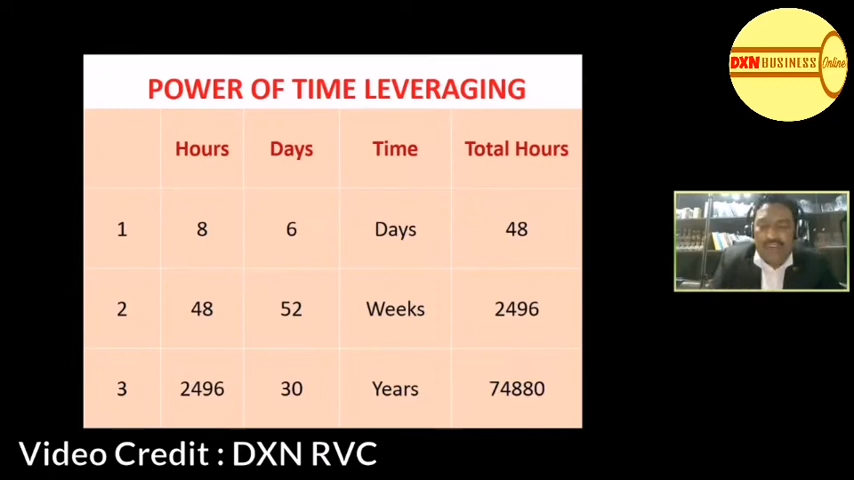 DXN BUSINESS Online
POWER OF TIME LEVERAGING
Hours Days Time Total Hours
1 8 6 Days 48
2 48 52 Weeks 2496
3 2496 30 Years 74880
Video Credit : DXN RVC